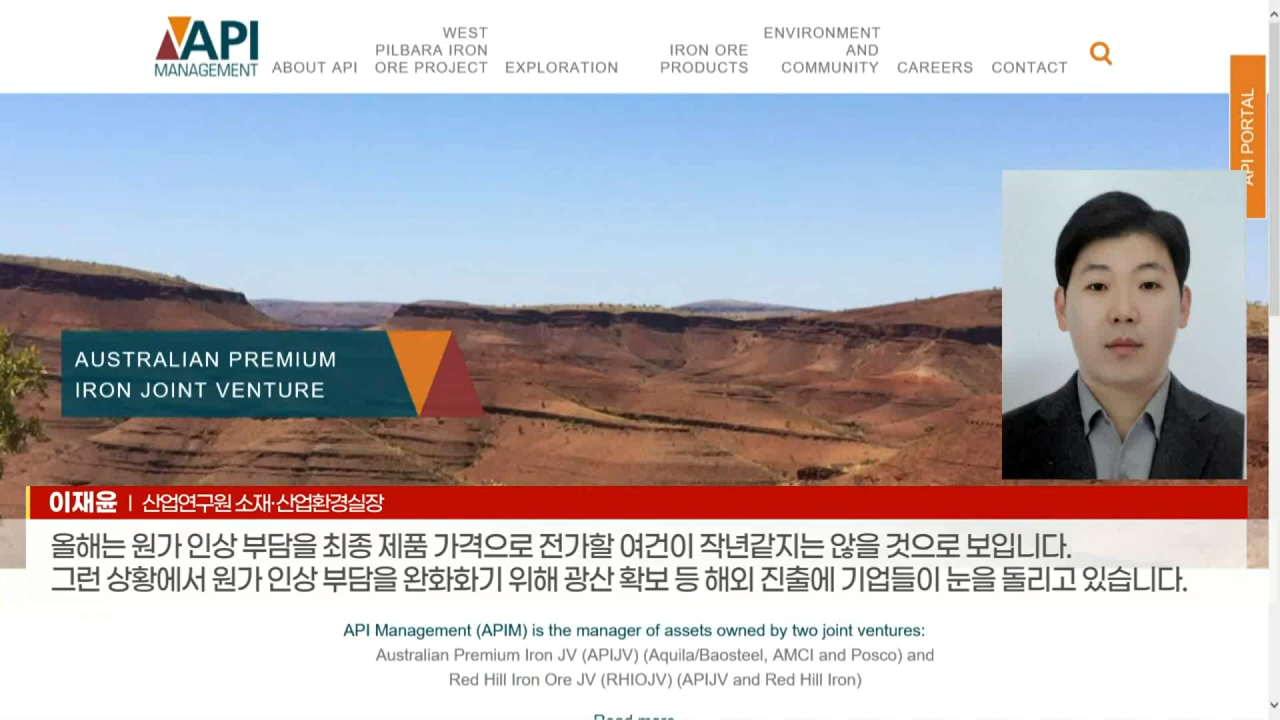 API
MANAGEMENT
ABOUT API
WEST
PILBARA IRON
ORE PROJECT
EXPLORATION
IRON ORE
PRODUCTS
ENVIRONMENT
AND
COMMUNITY
CAREERS
CONTACT
API PORTAL
AUSTRALIAN PREMIUM
IRON JOINT VENTURE
이재윤 | 산업연구원 소재·산업환경실장
올해는 원가 인상 부담을 최종 제품 가격으로 전가할 여건이 작년같지는 않을 것으로 보입니다.
그런 상황에서 원가 인상 부담을 완화화기 위해 광산 확보 등 해외 진출에 기업들이 눈을 돌리고 있습니다.
API Management (APIM) is the manager of assets owned by two joint ventures:
Australian Premium Iron JV (APIJV) (Aquila/Baosteel, AMCI and Posco) and
Red Hill Iron Ore JV (RHIOJV) (APIJV and Red Hill Iron)
Read more